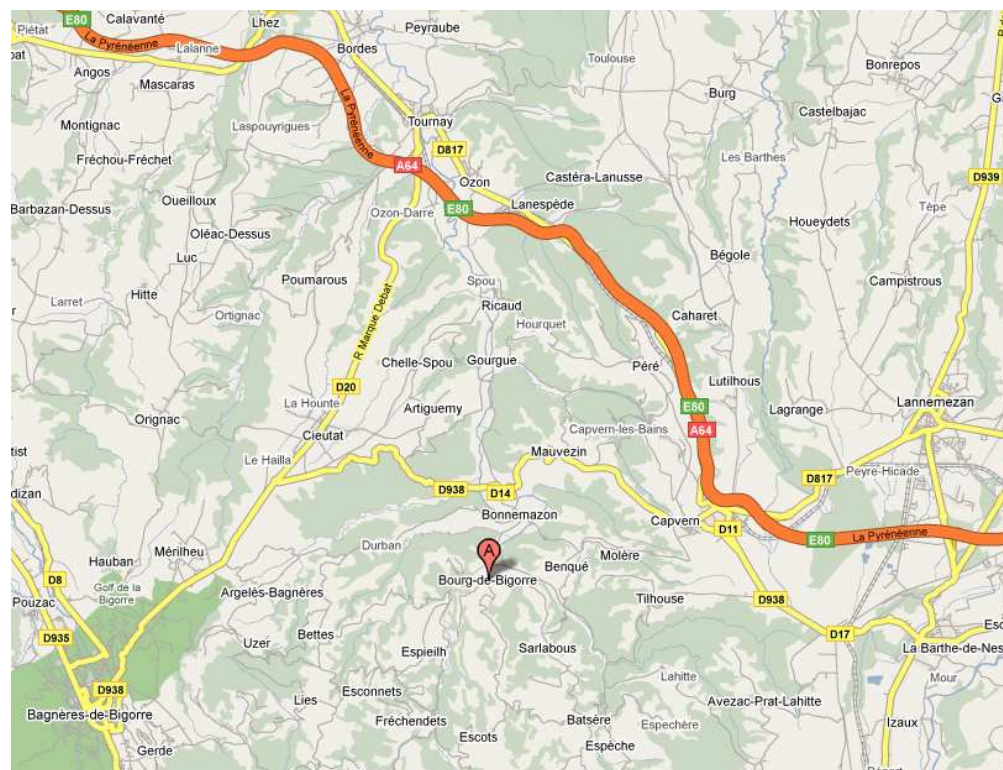 E80
Calavanté
Lhez
Peyraube
Piétat
La Pyrénéenne
Lalanne
Bordes
Toulouse
Bonrepos
Angos
Mascaras
La Pyrénéenne
Burg
Castelbajac
Montignac
Laspouyrigues
Tournay
D817
Les Barthes
Fréchou-Fréchet
A64
Ozon
Castéra-Lanusse
D939
Oueilloux
Barbazan-Dessus
Ozon-Darre
E80
Lanespède
Tèpe
Houeydets
Oléac-Dessus
Luc
Bégole
Poumarous
Spou
Campistrous
Hitte
Larret
Ortignac
Ricaud
Hourquet
Caharet
R Marque Debat
Chelle-Spou
Gourgue
Péré
Lutilhous
D20
La Hounte
Artiguemy
E80
Lagrange
Lannemezan
Orignac
Cieutat
Capvern-les-Bains
A64
Le Hailla
Mauvezin
Peyre-Hicade
D817
D938
D14
Bonnemazon
Capvern
D11
La Pyrénéenne
E80
Durban
A
Mérilheu
Hauban
Molère
Benqué
D8
Golf de la
Bigorre
Bourg-de-Bigorre
Argelès-Bagnères
Tilhouse
D938
Pouzac
D935
Uzer
Bettes
Espieilh
Sarlabous
D17
La Barthe-de-Nes
Lahitte
Mour
D938
Esconnets
Lies
Avezac-Prat-Lahitte
Bagnères-de-Bigorre
Fréchendets
Batsère
Espechère
Izaux
Gerde
Escots
Espèche